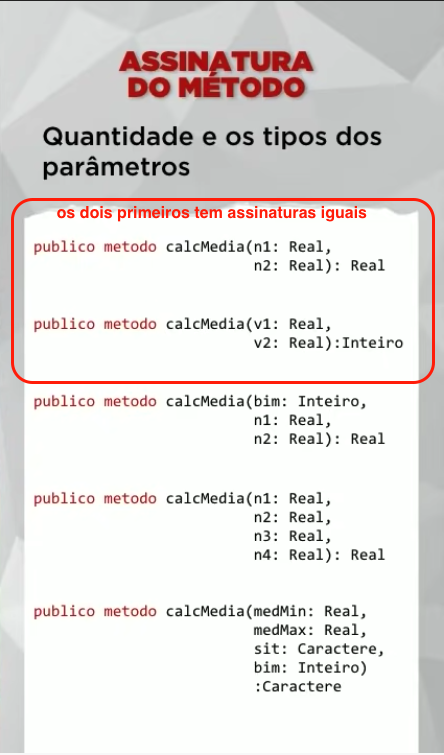 ASSINATURA
DO MÉTODO
Quantidade e os tipos dos
parâmetros
os dois primeiros tem assinaturas iguais
publico metodo calcMedia(n1: Real,
n2: Real): Real
publico metodo calcMedia(v1: Real,
v2: Real):Inteiro
publico metodo calcMedia(bim: Inteiro,
n1: Real,
n2: Real): Real
publico metodo calcMedia(n1: Real,
n2: Real,
n3: Real,
n4: Real): Real
publico metodo calcMedia(medMin: Real,
medMax: Real,
sit: Caractere,
bim: Inteiro)
:Caractere